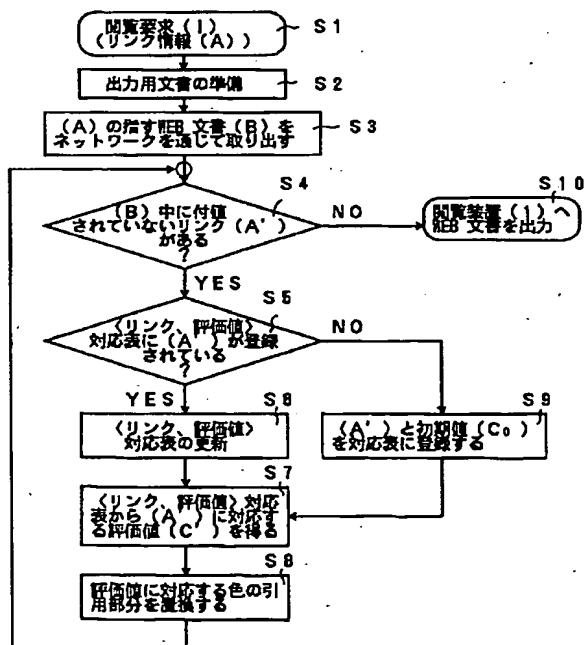 閲覧要求(I)
(リンク情報(A))
S1
出力用文書の準備
S2
(A)の指すWEB文書(B)を
ネットワークを通じて取り出す
S3
(B)中に付値
されていないリンク(A')
がある
?
S4
NO
S10
閲覧装置(1)へ
WEB文書を出力
YES
〈リンク、評価値〉
対応表に(A')が登録
されている
?
S5
NO
YES
S6
〈リンク、評価値〉
対応表の更新
S9
(A')と初期値(C₀)
を対応表に登録する
S7
〈リンク、評価値〉対応
表から(A')に対応す
る評価値(C')を得る
S8
評価値に対応する色の引
用部分を置換する